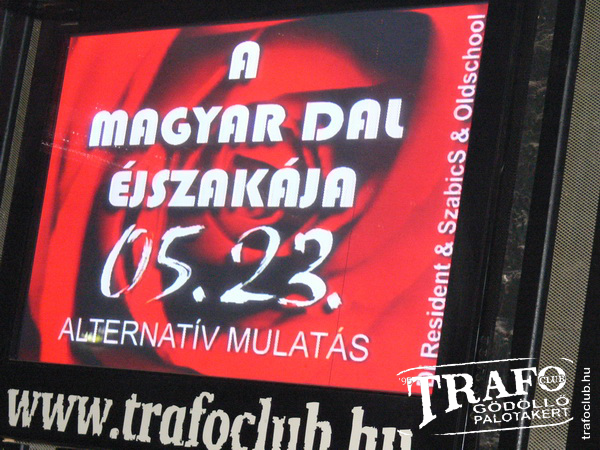 A
MAGYAR DAL
ÉJSZAKÁJA
05.23.
ALTERNATÍV MULATÁS
Dj Resident & SzabicS & Oldschool
www.trafoclub.hu
TRAFO
CLUB
GÖDÖLLŐ
PALOTAKERT
trafoclub.hu